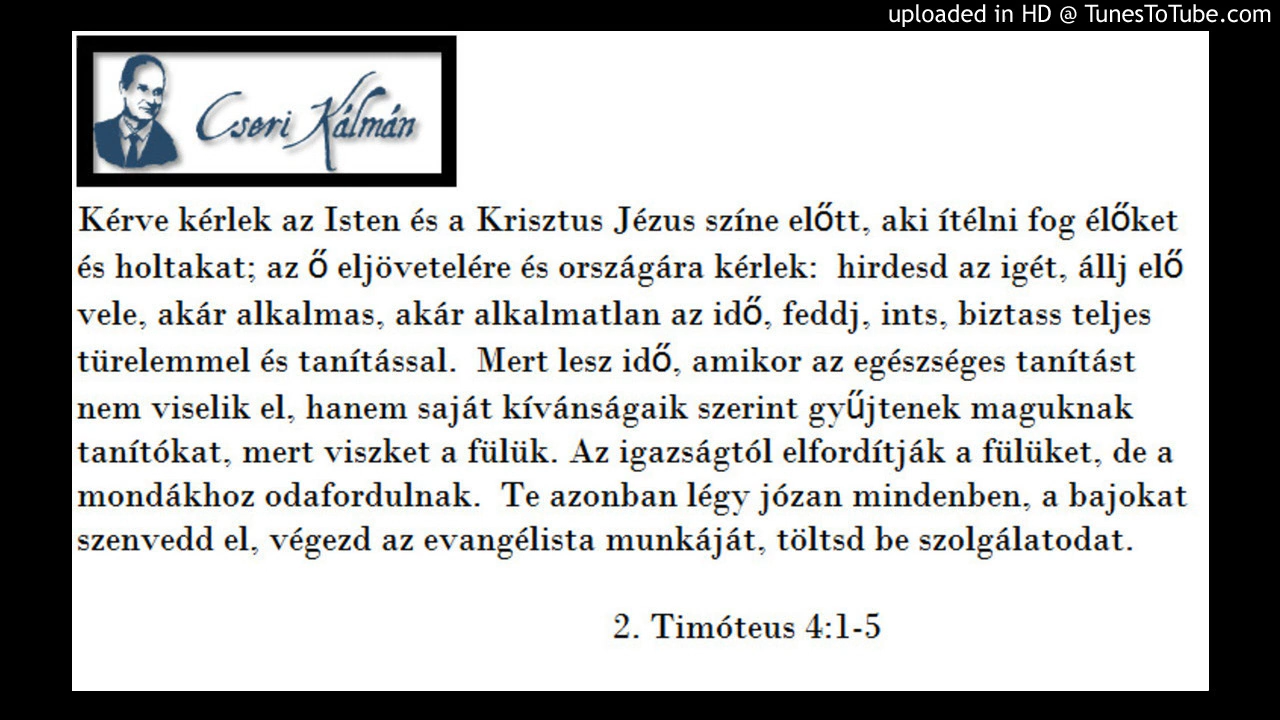 uploaded in HD @ TunesToTube.com
Cseri Kálmán
Kérve kérlek az Isten és a Krisztus Jézus színe előtt, aki ítélni fog élőket
és holtakat; az ő eljövetelére és országára kérlek: hirdesd az igét, állj elő
vele, akár alkalmas, akár alkalmatlan az idő, feddj, ints, biztass teljes
türelemmel és tanítással. Mert lesz idő, amikor az egészséges tanítást
nem viselik el, hanem saját kívánságaik szerint gyűjtenek maguknak
tanítókat, mert viszket a fülük. Az igazságtól elfordítják a fülüket, de a
mondákhoz odafordulnak. Te azonban légy józan mindenben, a bajokat
szenvedd el, végezd az evangélista munkáját, töltsd be szolgálatodat.
2. Timóteus 4:1-5